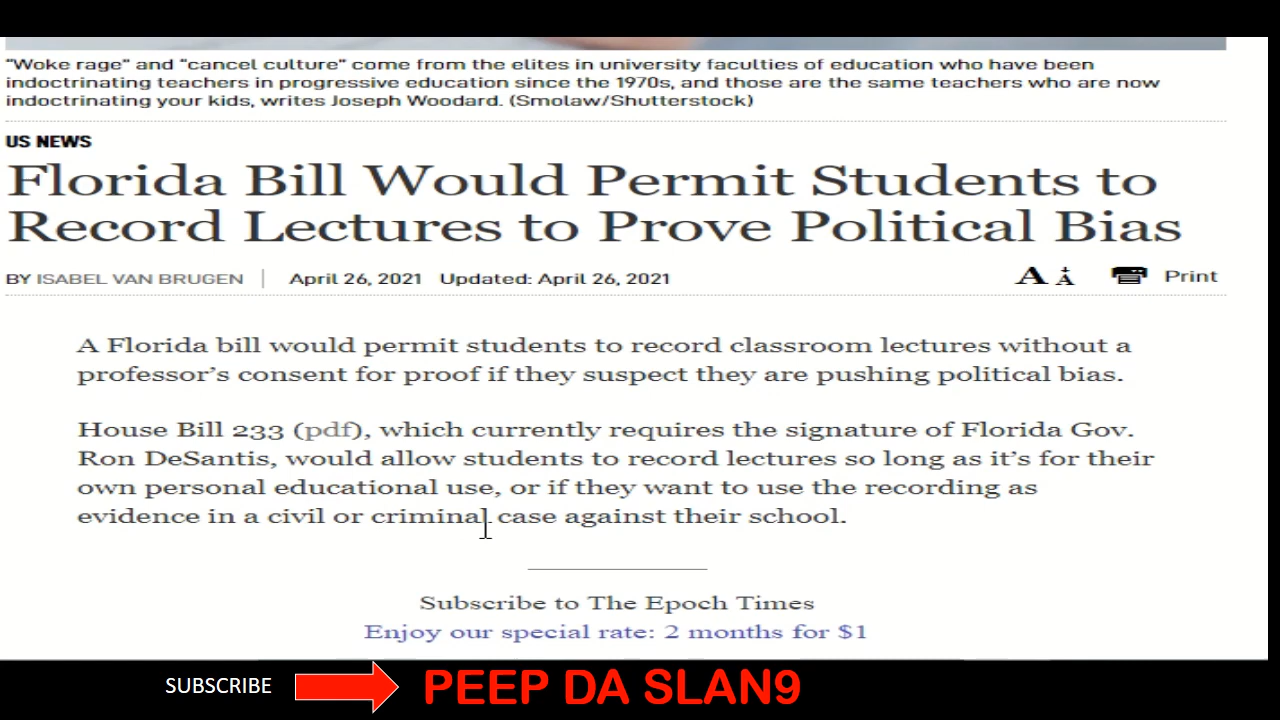 "Woke rage" and "cancel culture" come from the elites in university faculties of education who have been
indoctrinating teachers in progressive education since the 1970s, and those are the same teachers who are now
indoctrinating your kids, writes Joseph Woodard. (Smolaw/Shutterstock)
US NEWS
Florida Bill Would Permit Students to
Record Lectures to Prove Political Bias
BY ISABEL VAN BRUGEN | April 26, 2021 Updated: April 26, 2021 A A Print
A Florida bill would permit students to record classroom lectures without a
professor's consent for proof if they suspect they are pushing political bias.
House Bill 233 (pdf), which currently requires the signature of Florida Gov.
Ron DeSantis, would allow students to record lectures so long as it's for their
own personal educational use, or if they want to use the recording as
evidence in a civil or criminal case against their school.
Subscribe to The Epoch Times
Enjoy our special rate: 2 months for $1
SUBSCRIBE PEEP DA SLAN9